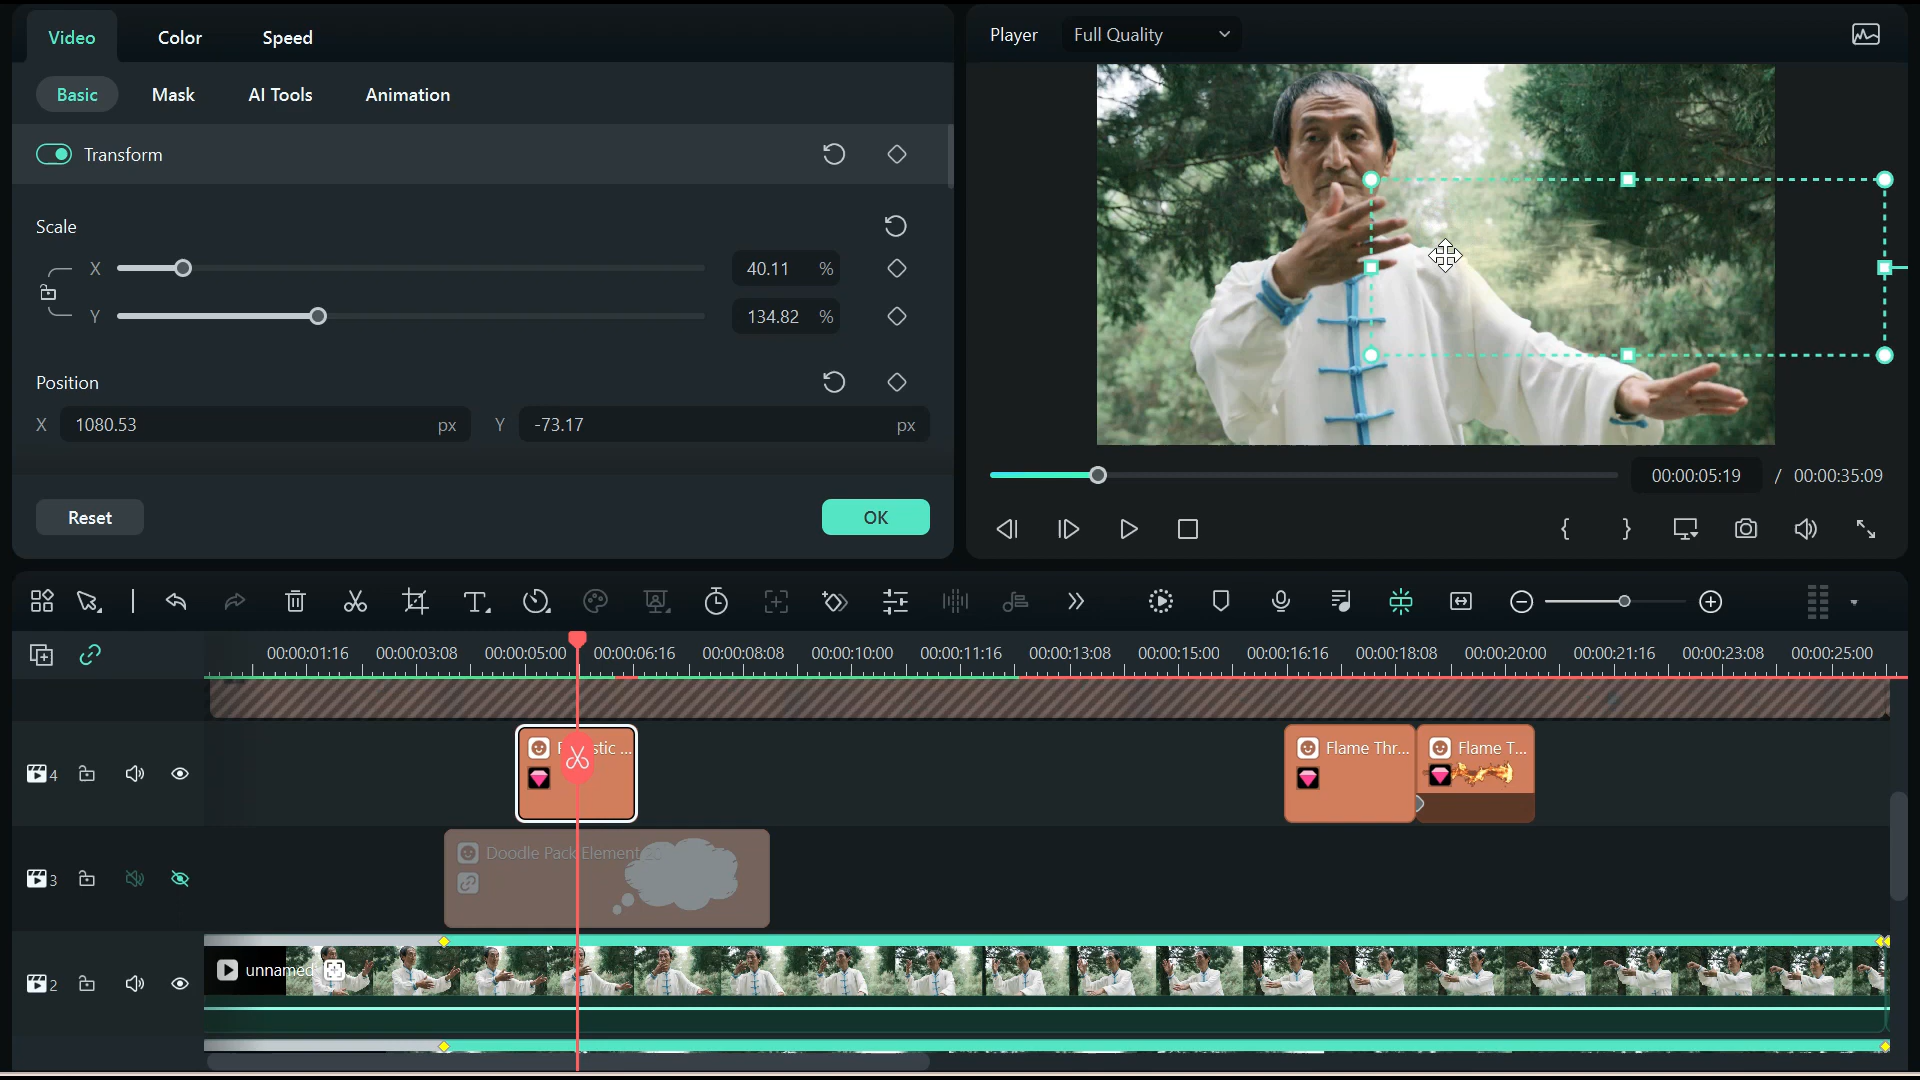 Video Color Speed
Basic Mask AI Tools Animation
Transform
Scale
X 40.11 %
Y 134.82 %
Position
X 1080.53 px Y -73.17 px
Reset OK
Player Full Quality
00:00:05:19 / 00:00:35:09
00:00:01:16 00:00:03:08 00:00:05:00 00:00:06:16 00:00:08:08 00:00:10:00 00:00:11:16 00:00:13:08 00:00:15:00 00:00:16:16 00:00:18:08 00:00:20:00 00:00:21:16 00:00:23:08 00:00:25:00
4 stic ... Flame Thr... Flame T...
3 Doodle Pack Element
2 unnamed